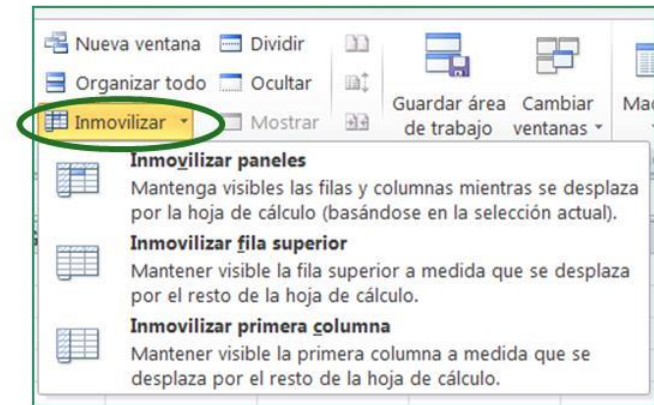 Nueva ventana Dividir
Organizar todo Ocultar
Inmovilizar Mostrar
Guardar área de trabajo
Cambiar ventanas
Inmovilizar paneles
Mantenga visibles las filas y columnas mientras se desplaza
por la hoja de cálculo (basándose en la selección actual).
Inmovilizar fila superior
Mantener visible la fila superior a medida que se desplaza
por el resto de la hoja de cálculo.
Inmovilizar primera columna
Mantener visible la primera columna a medida que se
desplaza por el resto de la hoja de cálculo.